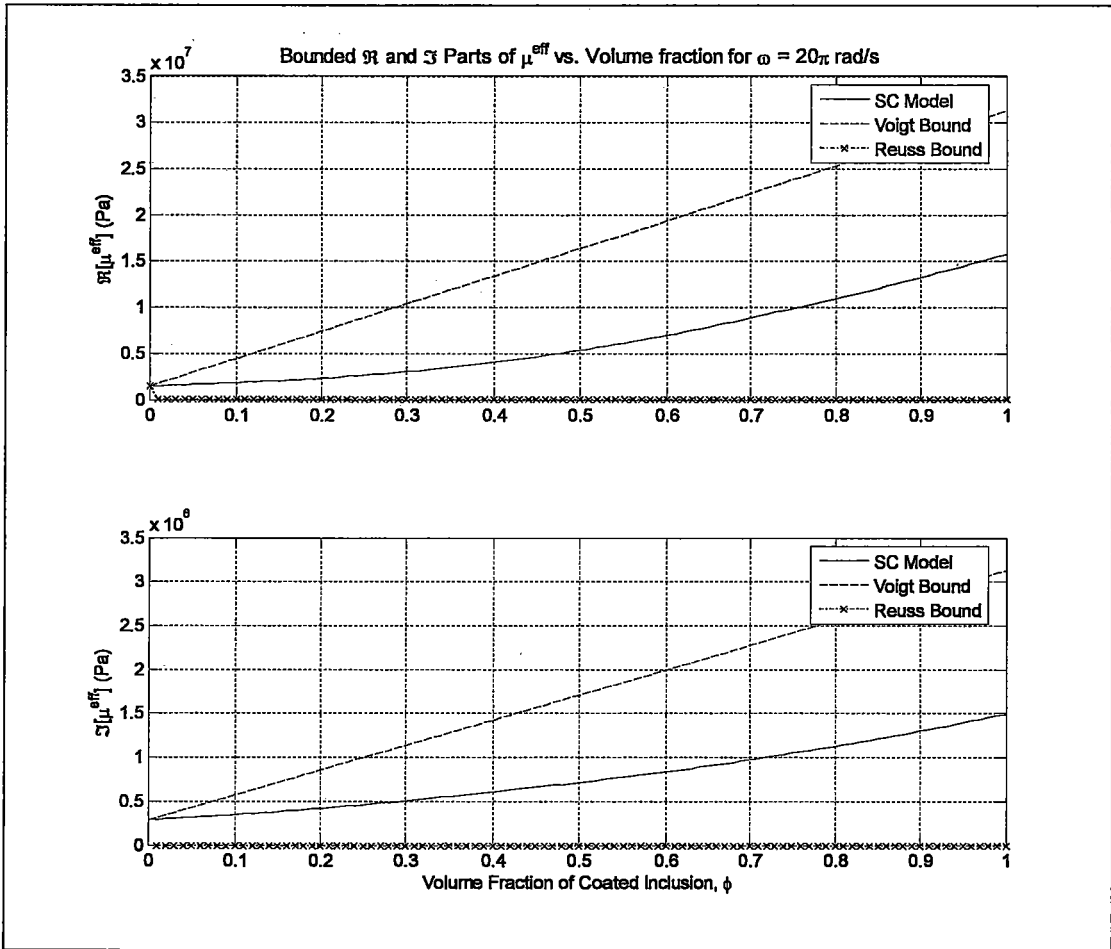 Bounded ℜ and ℑ Parts of μ^eff vs. Volume fraction for ω = 20π rad/s
x 10^7
3.5
3
2.5
2
1.5
1
0.5
0
ℜ[μ^eff] (Pa)
SC Model
Voigt Bound
Reuss Bound
0 0.1 0.2 0.3 0.4 0.5 0.6 0.7 0.8 0.9 1
x 10^6
3.5
3
2.5
2
1.5
1
0.5
0
ℑ[μ^eff] (Pa)
SC Model
Voigt Bound
Reuss Bound
0 0.1 0.2 0.3 0.4 0.5 0.6 0.7 0.8 0.9 1
Volume Fraction of Coated Inclusion, ϕ